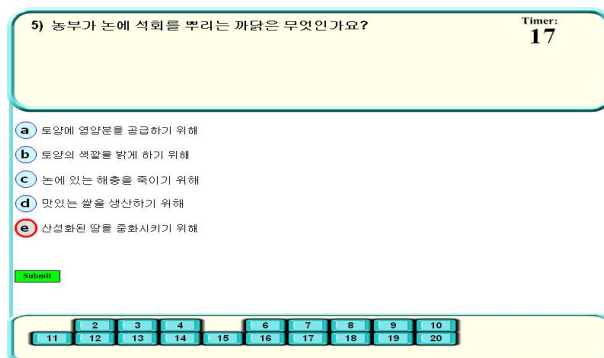 5) 농부가 논에 석회를 뿌리는 까닭은 무엇인가요?
Timer:
17
a 토양에 영양분을 공급하기 위해
b 토양의 색깔을 밝게 하기 위해
c 논에 있는 해충을 죽이기 위해
d 맛있는 쌀을 생산하기 위해
e 산성화된 땅을 중화시키기 위해
Submit
2 3 4 6 7 8 9 10
11 12 13 14 15 16 17 18 19 20